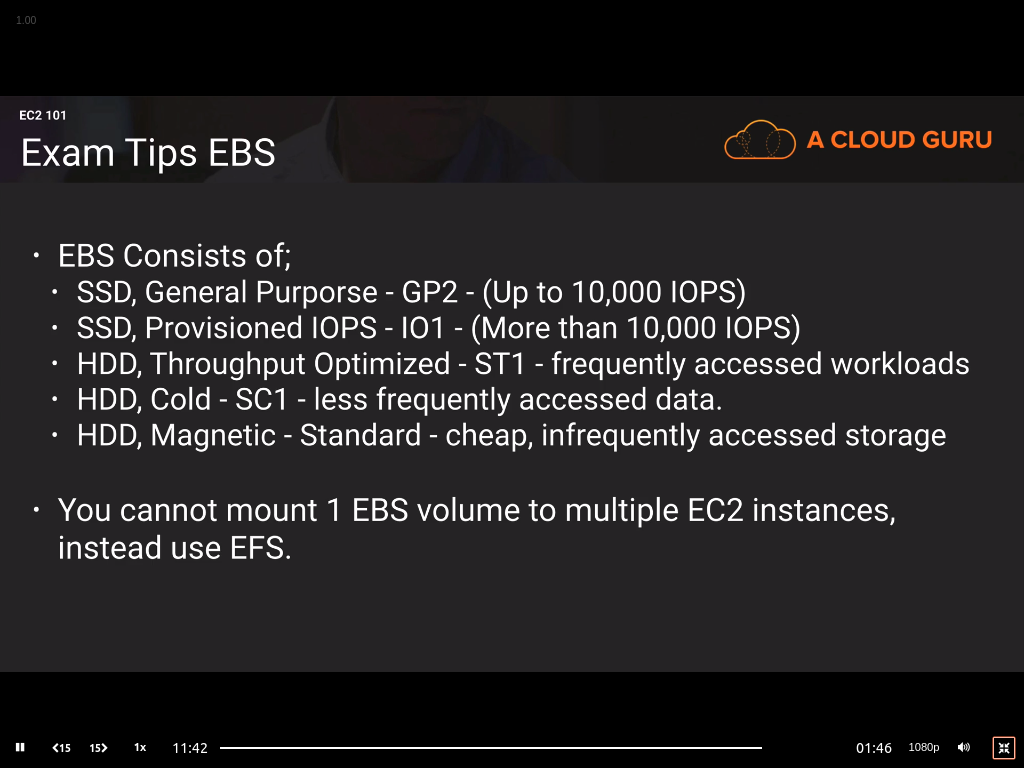 1.00
EC2 101
Exam Tips EBS
A CLOUD GURU
• EBS Consists of;
• SSD, General Purporse - GP2 - (Up to 10,000 IOPS)
• SSD, Provisioned IOPS - IO1 - (More than 10,000 IOPS)
• HDD, Throughput Optimized - ST1 - frequently accessed workloads
• HDD, Cold - SC1 - less frequently accessed data.
• HDD, Magnetic - Standard - cheap, infrequently accessed storage
• You cannot mount 1 EBS volume to multiple EC2 instances,
instead use EFS.
15 15 1x 11:42 01:46 1080p